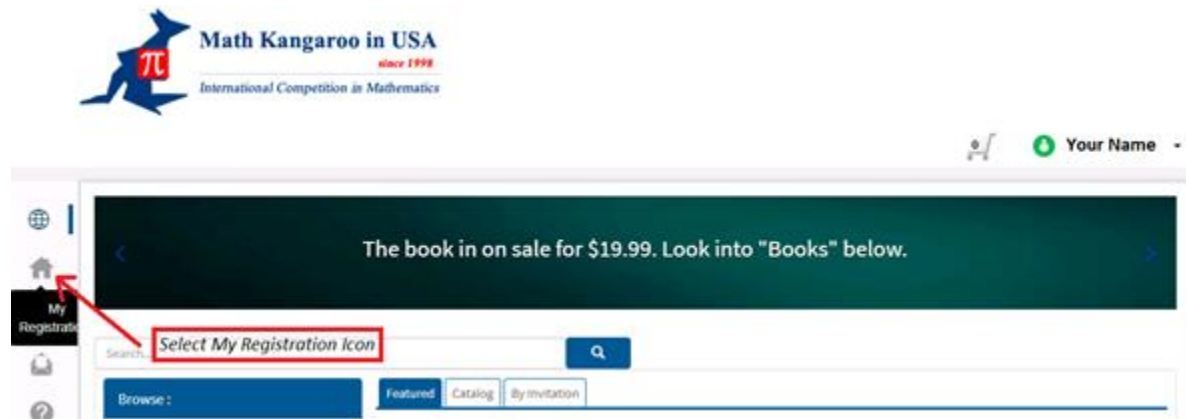 π
Math Kangaroo in USA
since 1998
International Competition in Mathematics
0
Your Name
The book in on sale for $19.99. Look into "Books" below.
My
Registratio
Select My Registration Icon
Search...
Browse :
Featured
Catalog
By Invitation